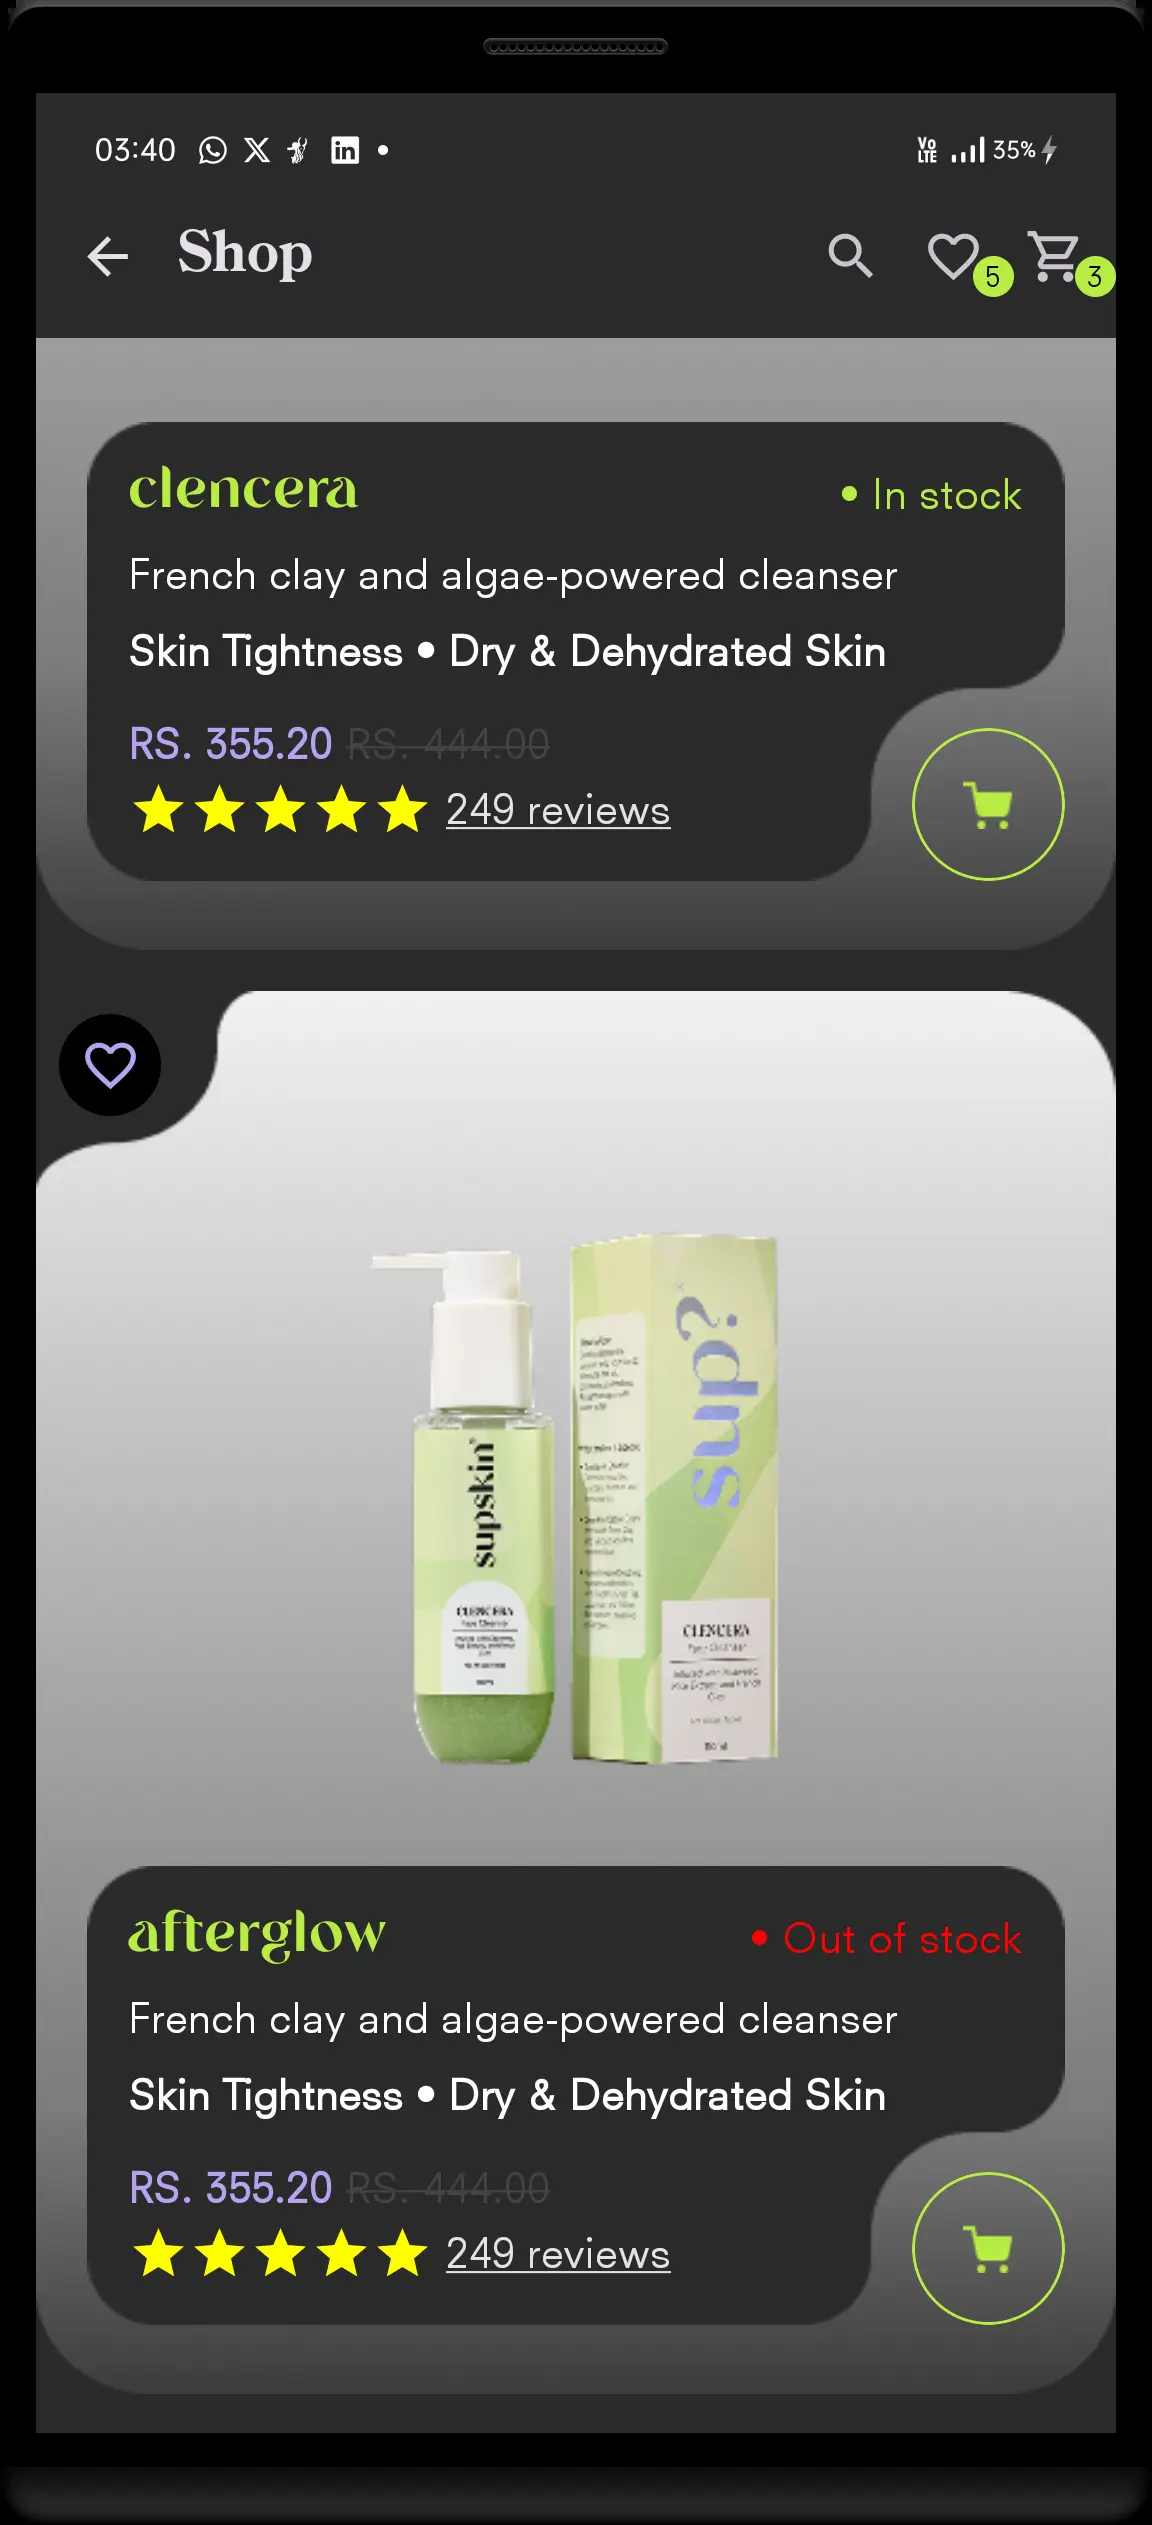 03:40
Vo LTE 35%
Shop
5
3
clencera
• In stock
French clay and algae-powered cleanser
Skin Tightness • Dry & Dehydrated Skin
RS. 355.20 RS. 444.00
249 reviews
supskin
CLENCERA
sup?
CLENCERA
afterglow
• Out of stock
French clay and algae-powered cleanser
Skin Tightness • Dry & Dehydrated Skin
RS. 355.20 RS. 444.00
249 reviews